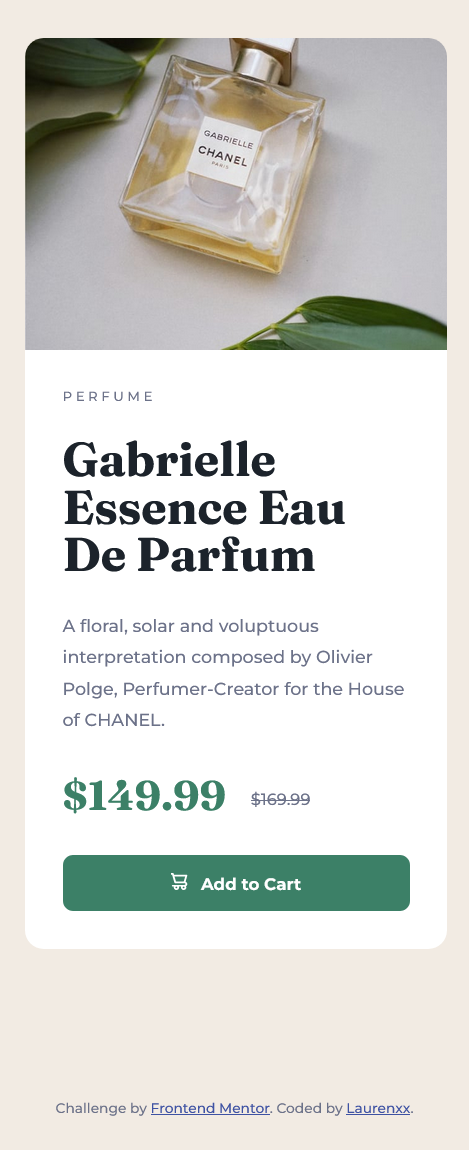 GABRIELLE
CHANEL
PARIS
PERFUME
Gabrielle
Essence Eau
De Parfum
A floral, solar and voluptuous
interpretation composed by Olivier
Polge, Perfumer-Creator for the House
of CHANEL.
$149.99 $169.99
Add to Cart
Challenge by Frontend Mentor. Coded by Laurenxx.